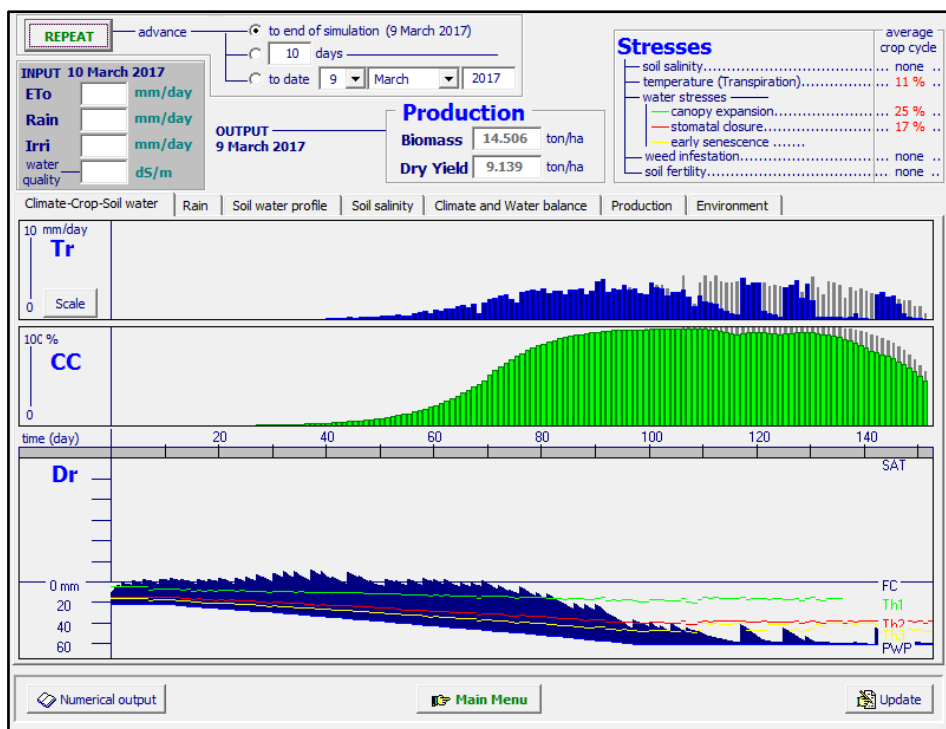 REPEAT
advance
to end of simulation (9 March 2017)
10 days
to date 9 March 2017
INPUT 10 March 2017
ETo mm/day
Rain mm/day
Irri mm/day
water quality dS/m
OUTPUT
9 March 2017
Production
Biomass 14.506 ton/ha
Dry Yield 9.139 ton/ha
average
Stresses crop cycle
soil salinity............ none ..
temperature (Transpiration)............ 11 % ..
water stresses
canopy expansion............ 25 % ..
stomatal closure............ 17 % ..
early senescence .......
weed infestation............ none ..
soil fertility............ none ..
Climate-Crop-Soil water Rain Soil water profile Soil salinity Climate and Water balance Production Environment
10 mm/day
Tr
0 Scale
100 %
CC
0
time (day) 20 40 60 80 100 120 140
Dr SAT
0 mm FC
20 Th1
40 Th2
Th3
60 PWP
Numerical output Main Menu Update